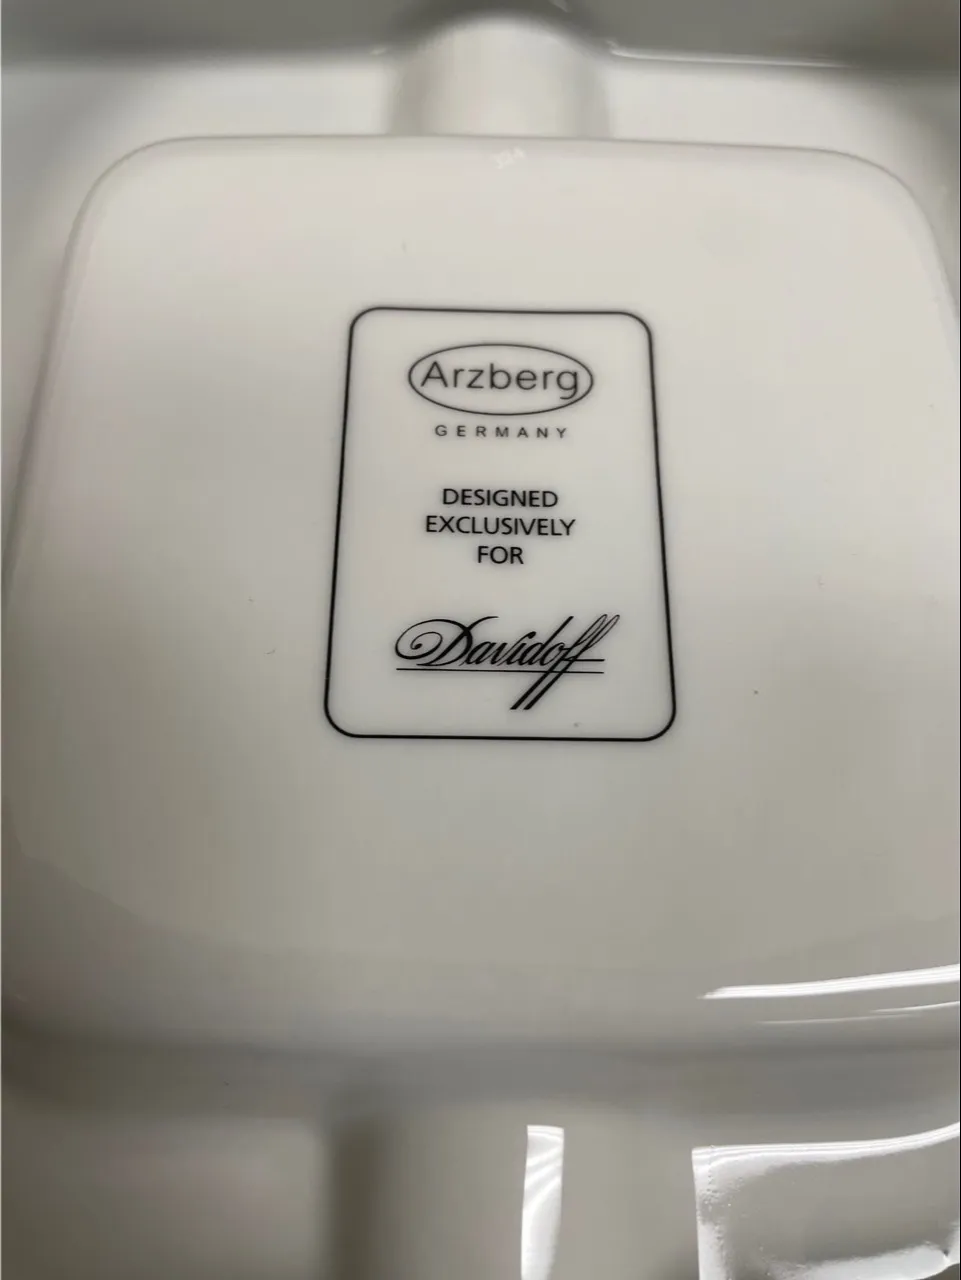 Arzberg
GERMANY
DESIGNED
EXCLUSIVELY
FOR
Davidoff